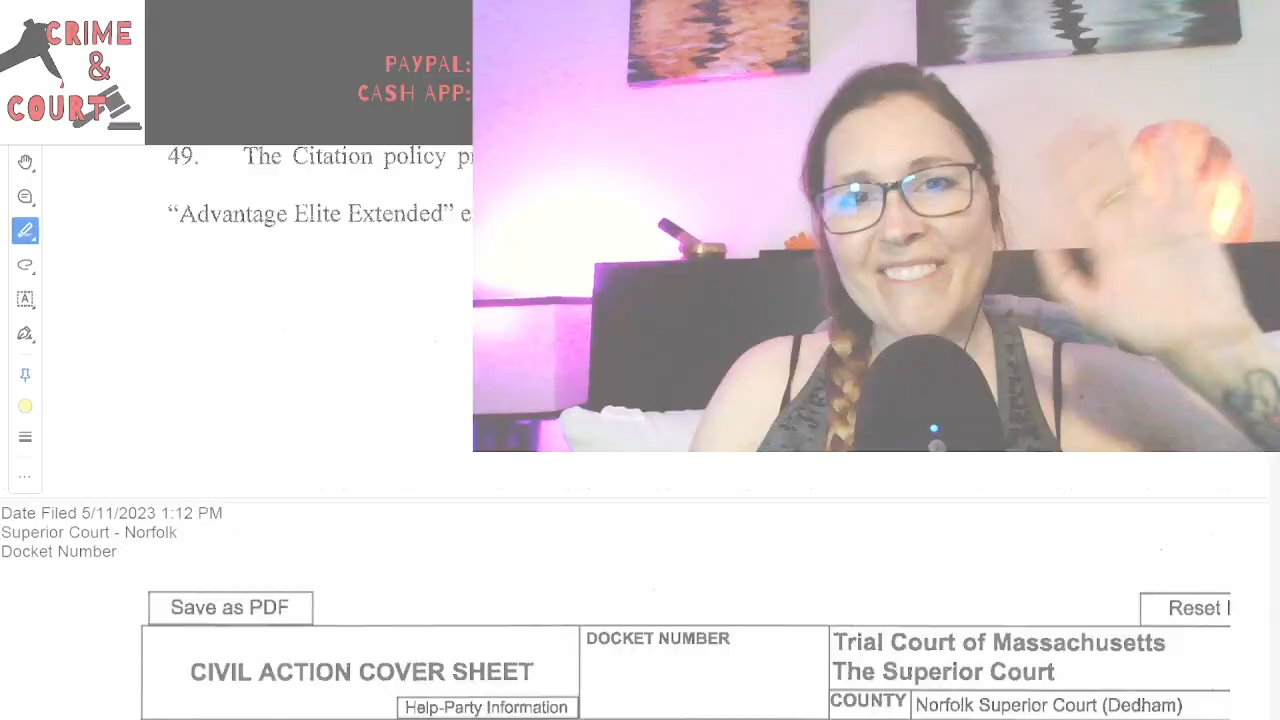 CRIME
&
COURT
PAYPAL:
CASH APP:
49. The Citation policy
“Advantage Elite Extended”
Date Filed 5/11/2023 1:12 PM
Superior Court - Norfolk
Docket Number
Save as PDF
Reset
CIVIL ACTION COVER SHEET
Help-Party Information
DOCKET NUMBER
Trial Court of Massachusetts
The Superior Court
COUNTY
Norfolk Superior Court (Dedham)